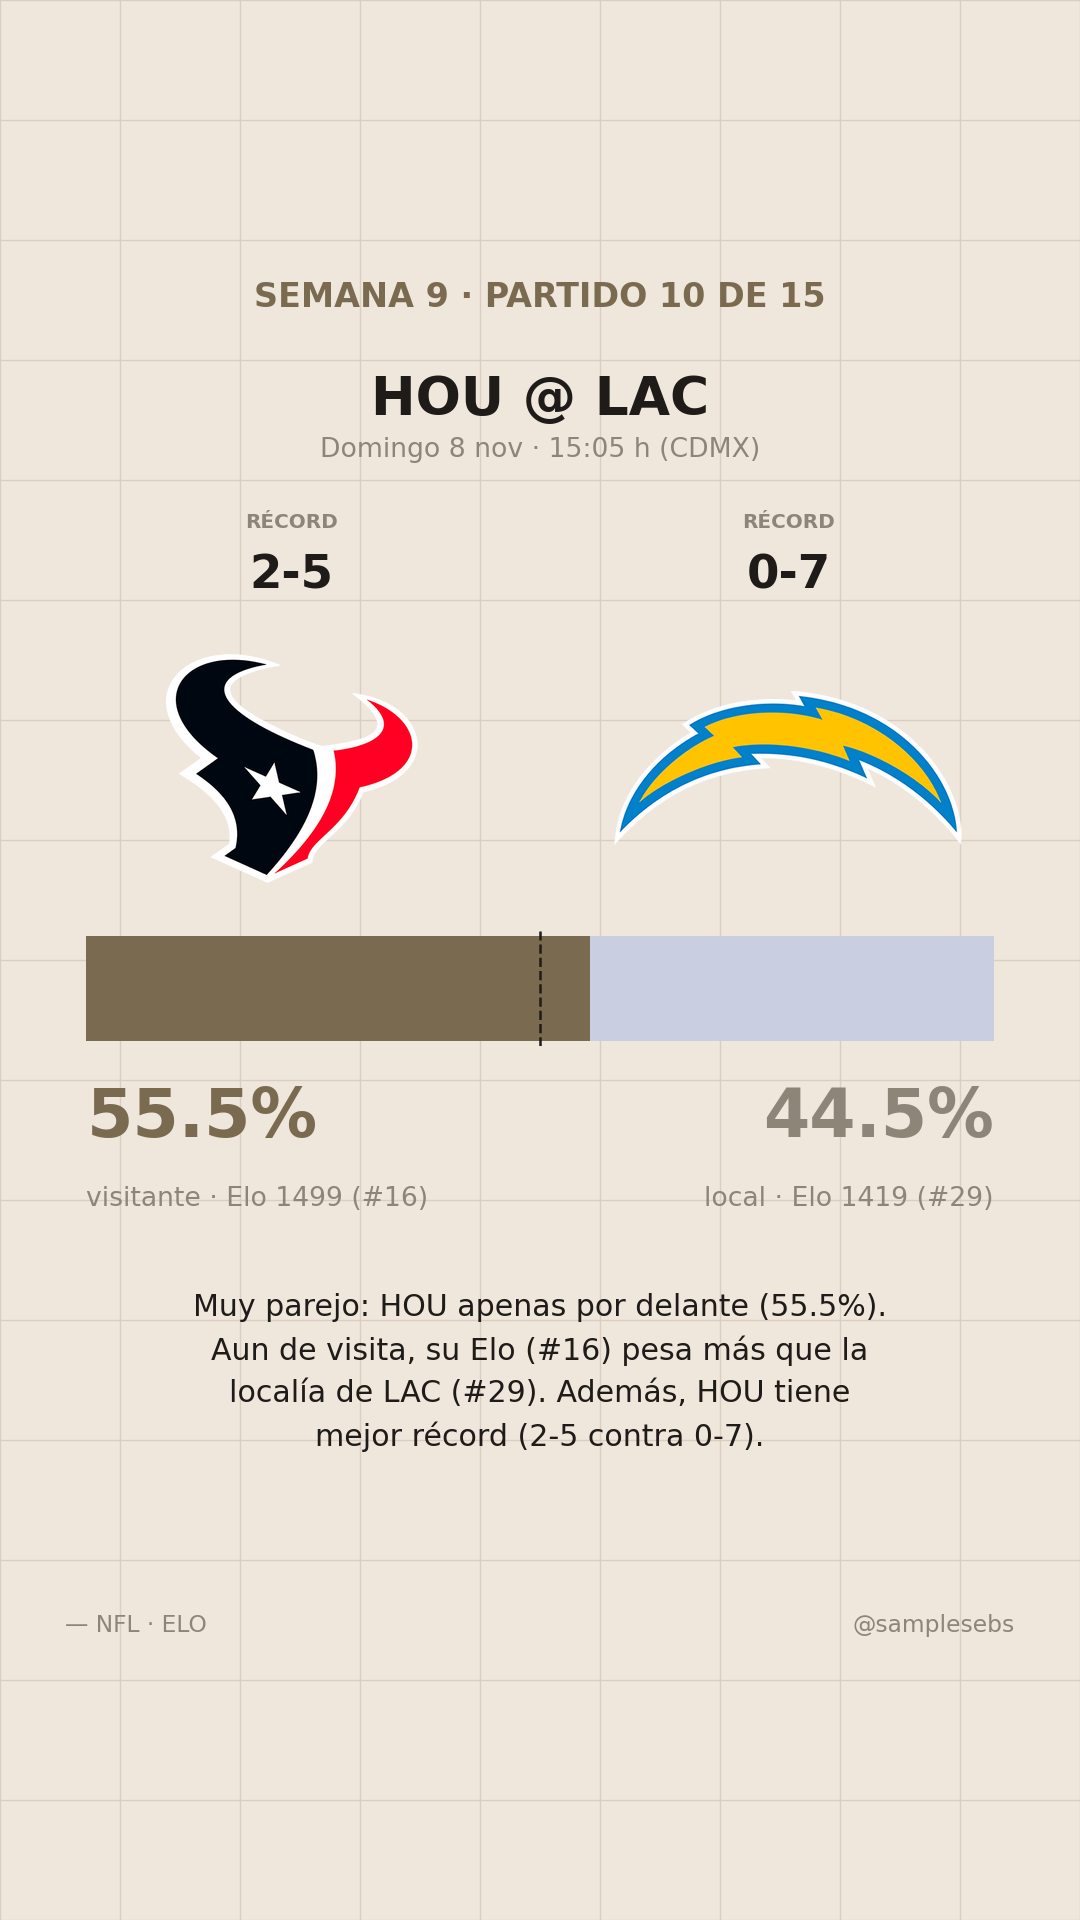 SEMANA 9 · PARTIDO 10 DE 15
HOU @ LAC
Domingo 8 nov · 15:05 h (CDMX)
RÉCORD
2-5
RÉCORD
0-7
55.5%
44.5%
visitante · Elo 1499 (#16)
local · Elo 1419 (#29)
Muy parejo: HOU apenas por delante (55.5%).
Aun de visita, su Elo (#16) pesa más que la
localía de LAC (#29). Además, HOU tiene
mejor récord (2-5 contra 0-7).
— NFL · ELO
@samplesebs